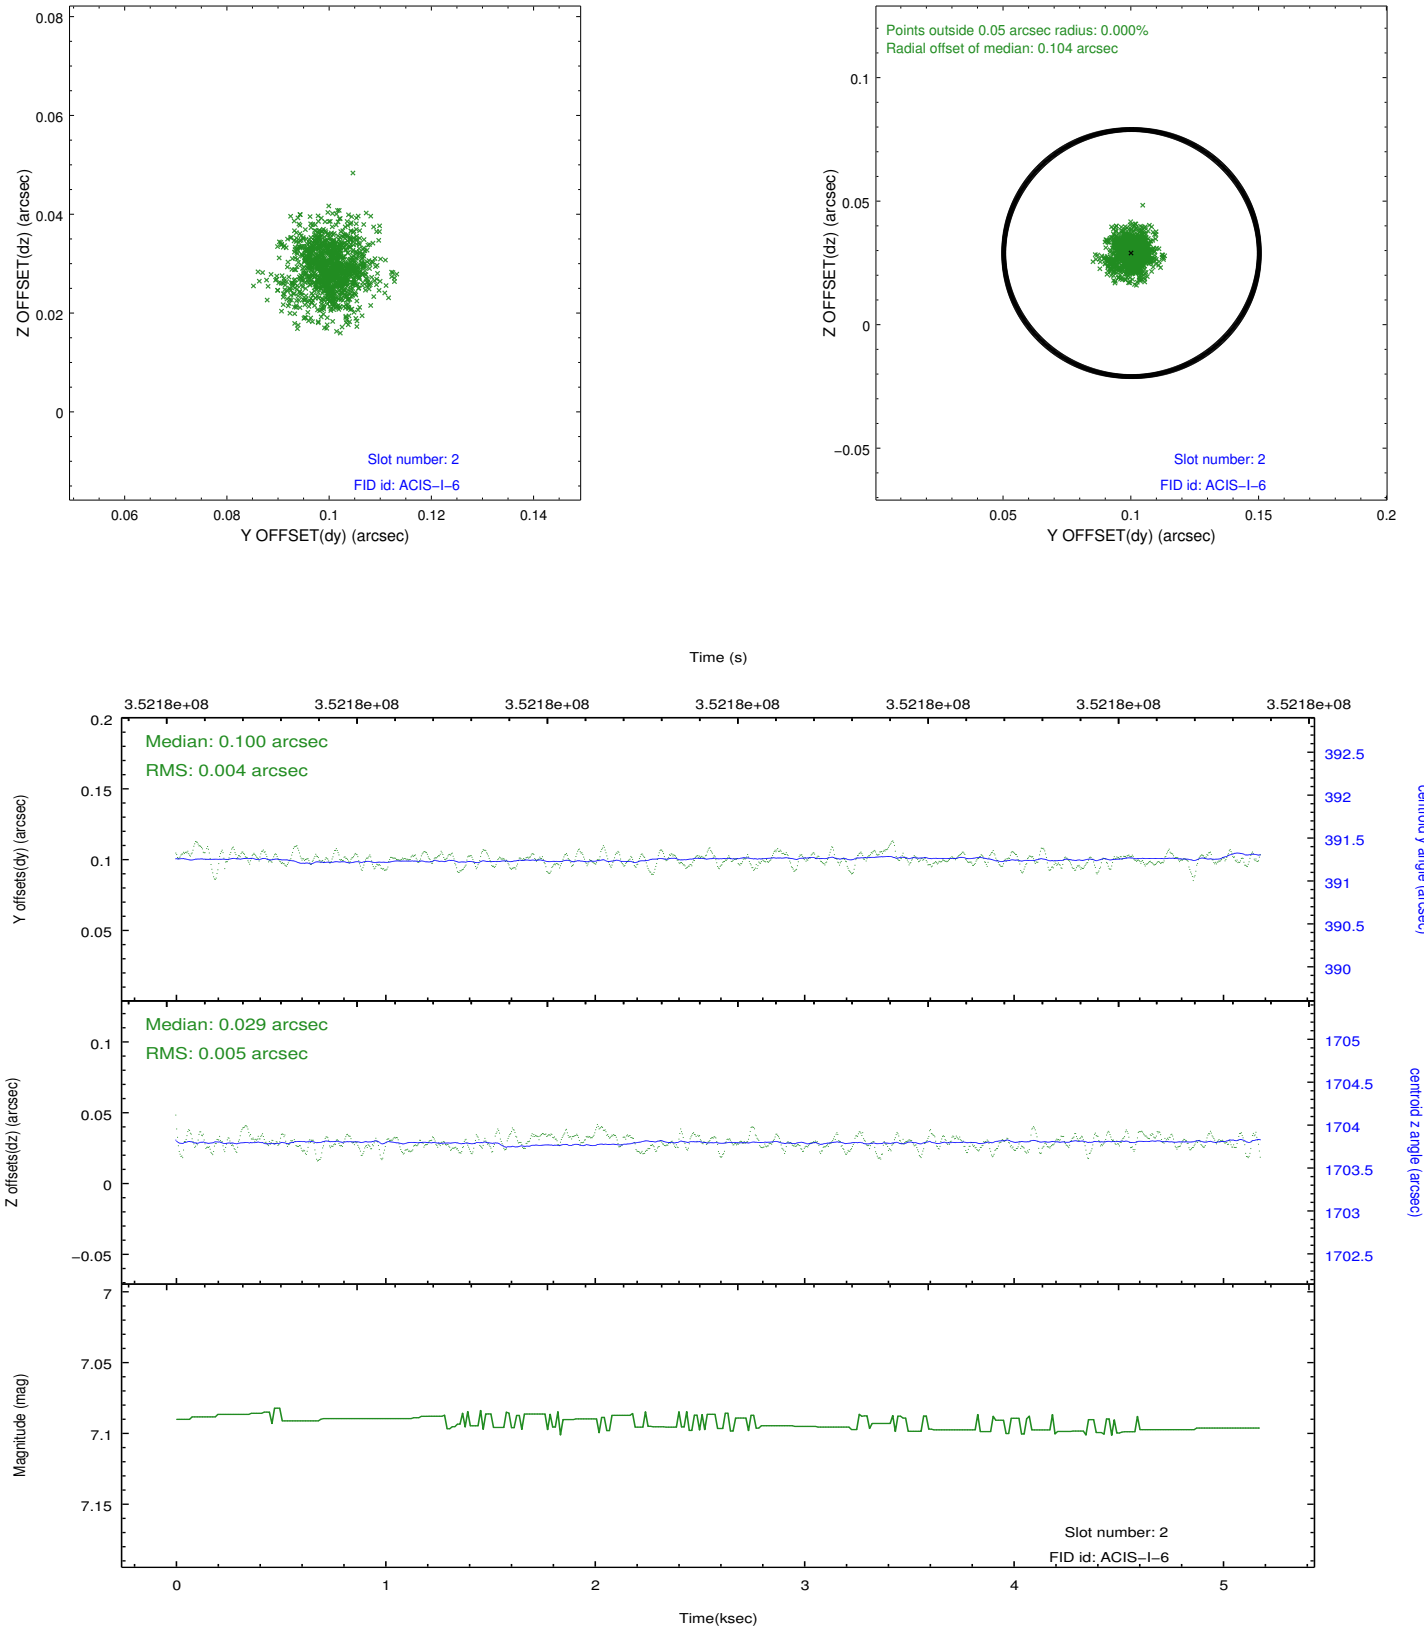 0.08
0.06
0.04
0.02
0
Z OFFSET(dz) (arcsec)
Slot number: 2
FID id: ACIS−I−6
0.06 0.08 0.1 0.12 0.14
Y OFFSET(dy) (arcsec)
Points outside 0.05 arcsec radius: 0.000%
Radial offset of median: 0.104 arcsec
0.1
0.05
0
−0.05
Z OFFSET(dz) (arcsec)
Slot number: 2
FID id: ACIS−I−6
0.05 0.1 0.15 0.2
Y OFFSET(dy) (arcsec)
Time (s)
3.5218e+08 3.5218e+08 3.5218e+08 3.5218e+08 3.5218e+08 3.5218e+08 3.5218e+08
Median: 0.100 arcsec
RMS: 0.004 arcsec
0.2
0.15
0.1
0.05
Y offsets(dy) (arcsec)
392.5
392
391.5
391
390.5
390
centroid y angle (arcsec)
Median: 0.029 arcsec
RMS: 0.005 arcsec
0.1
0.05
0
−0.05
Z offsets(dz) (arcsec)
1705
1704.5
1704
1703.5
1703
1702.5
centroid z angle (arcsec)
7
7.05
7.1
7.15
Magnitude (mag)
Slot number: 2
FID id: ACIS−I−6
0 1 2 3 4 5
Time(ksec)